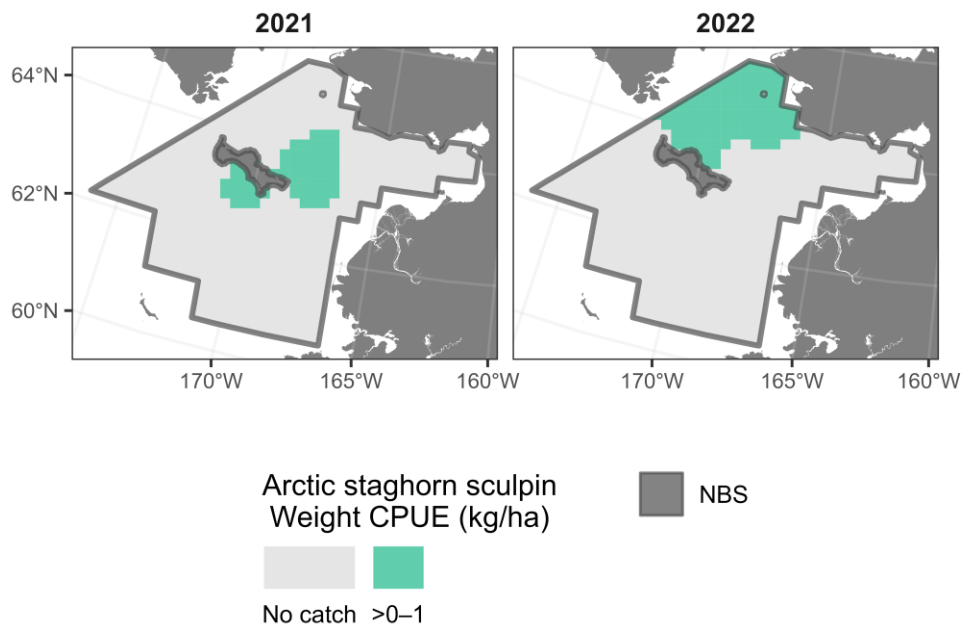 2021
2022
64°N
62°N
60°N
170°W
165°W
160°W
170°W
165°W
160°W
Arctic staghorn sculpin
Weight CPUE (kg/ha)
NBS
No catch
>0–1